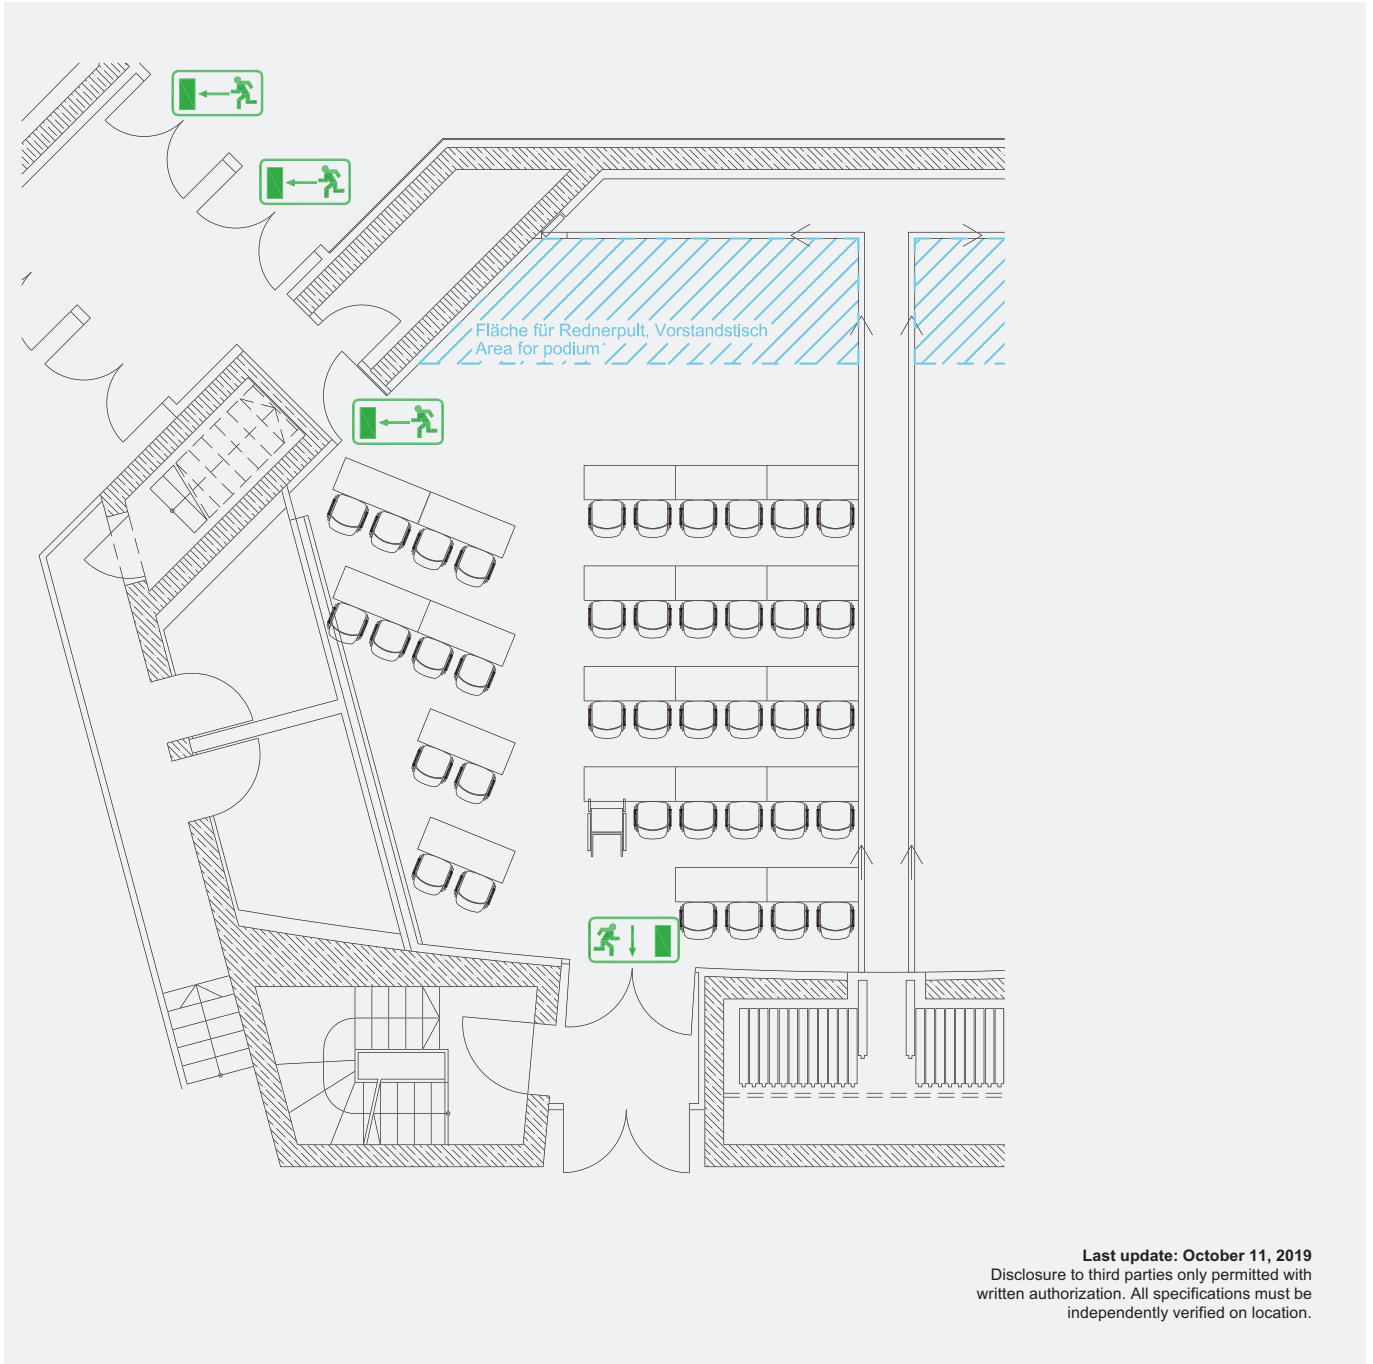 Fläche für Rednerpult, Vorstandstisch
Area for podium
Last update: October 11, 2019
Disclosure to third parties only permitted with
written authorization. All specifications must be
independently verified on location.